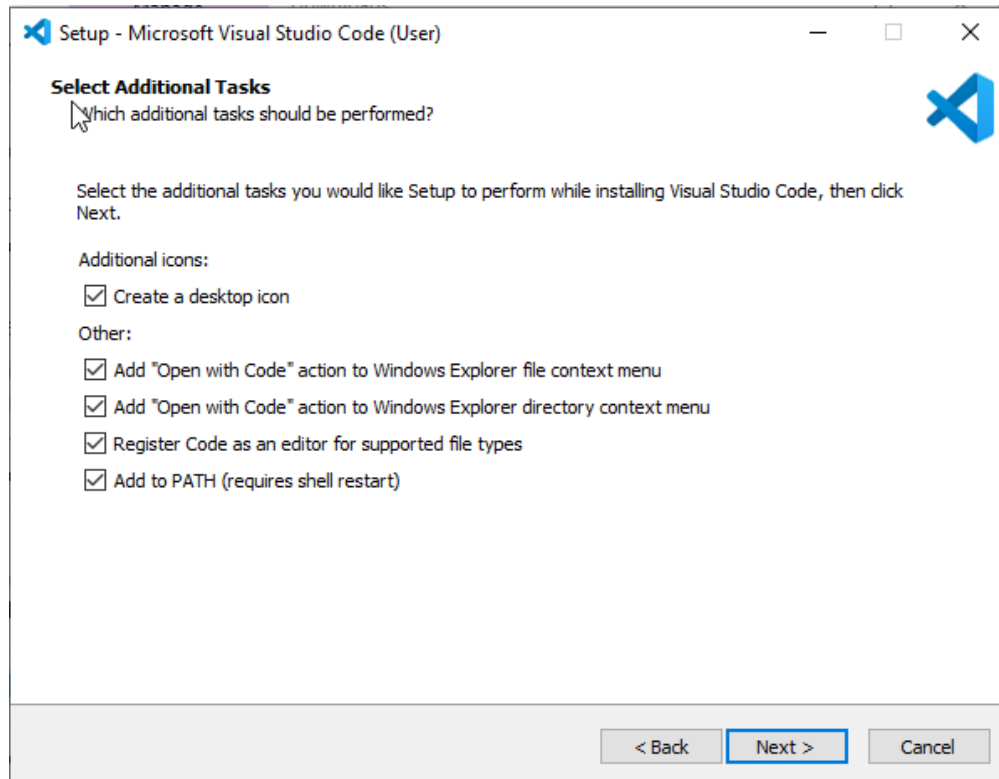 Setup - Microsoft Visual Studio Code (User)
Select Additional Tasks
Which additional tasks should be performed?
Select the additional tasks you would like Setup to perform while installing Visual Studio Code, then click
Next.
Additional icons:
Create a desktop icon
Other:
Add "Open with Code" action to Windows Explorer file context menu
Add "Open with Code" action to Windows Explorer directory context menu
Register Code as an editor for supported file types
Add to PATH (requires shell restart)
< Back
Next >
Cancel